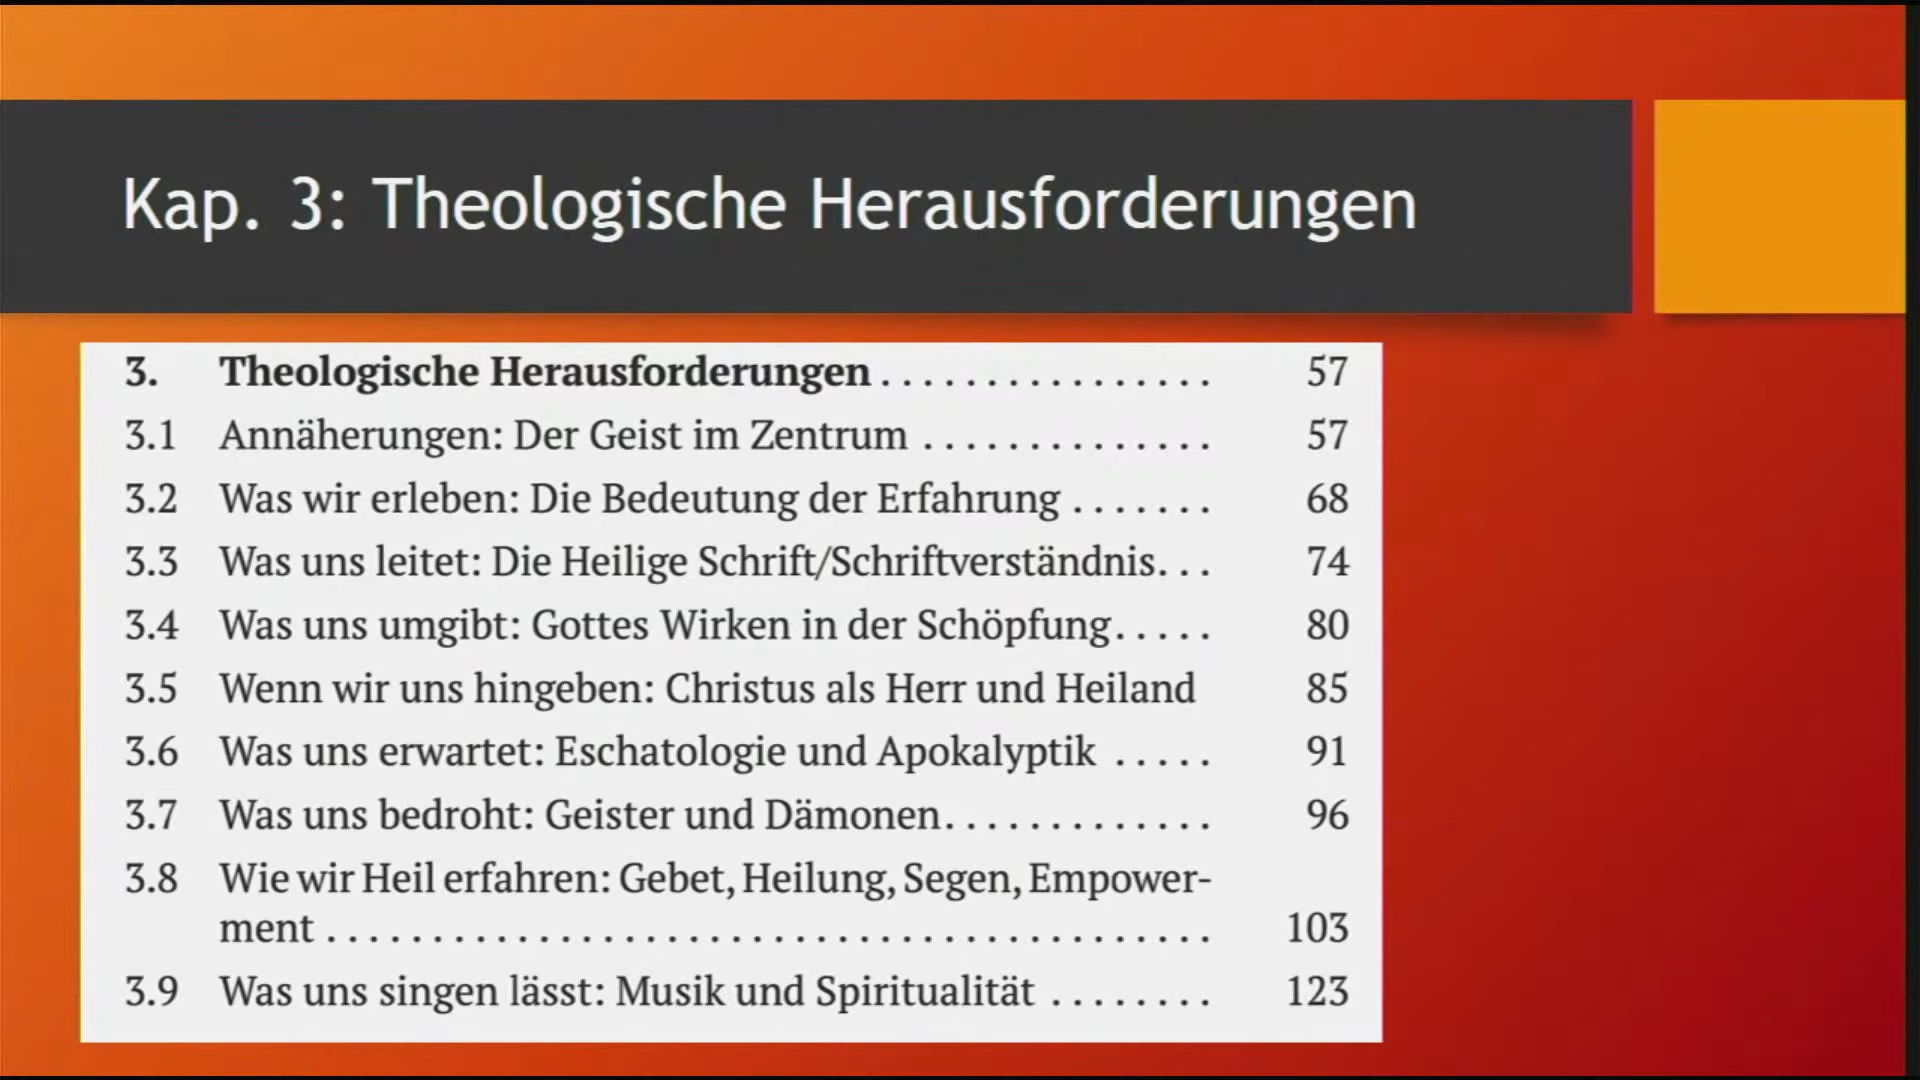 Kap. 3: Theologische Herausforderungen
3. Theologische Herausforderungen . . . . . . . . . . . . . . . . 57
3.1 Annäherungen: Der Geist im Zentrum . . . . . . . . . . . . . . 57
3.2 Was wir erleben: Die Bedeutung der Erfahrung . . . . . . . 68
3.3 Was uns leitet: Die Heilige Schrift/Schriftverständnis. . . 74
3.4 Was uns umgibt: Gottes Wirken in der Schöpfung. . . . . 80
3.5 Wenn wir uns hingeben: Christus als Herr und Heiland 85
3.6 Was uns erwartet: Eschatologie und Apokalyptik . . . . . 91
3.7 Was uns bedroht: Geister und Dämonen. . . . . . . . . . . . . 96
3.8 Wie wir Heil erfahren: Gebet, Heilung, Segen, Empower-
ment . . . . . . . . . . . . . . . . . . . . . . . . . . . . . . . . . . . . . . . . . . 103
3.9 Was uns singen lässt: Musik und Spiritualität . . . . . . . . 123